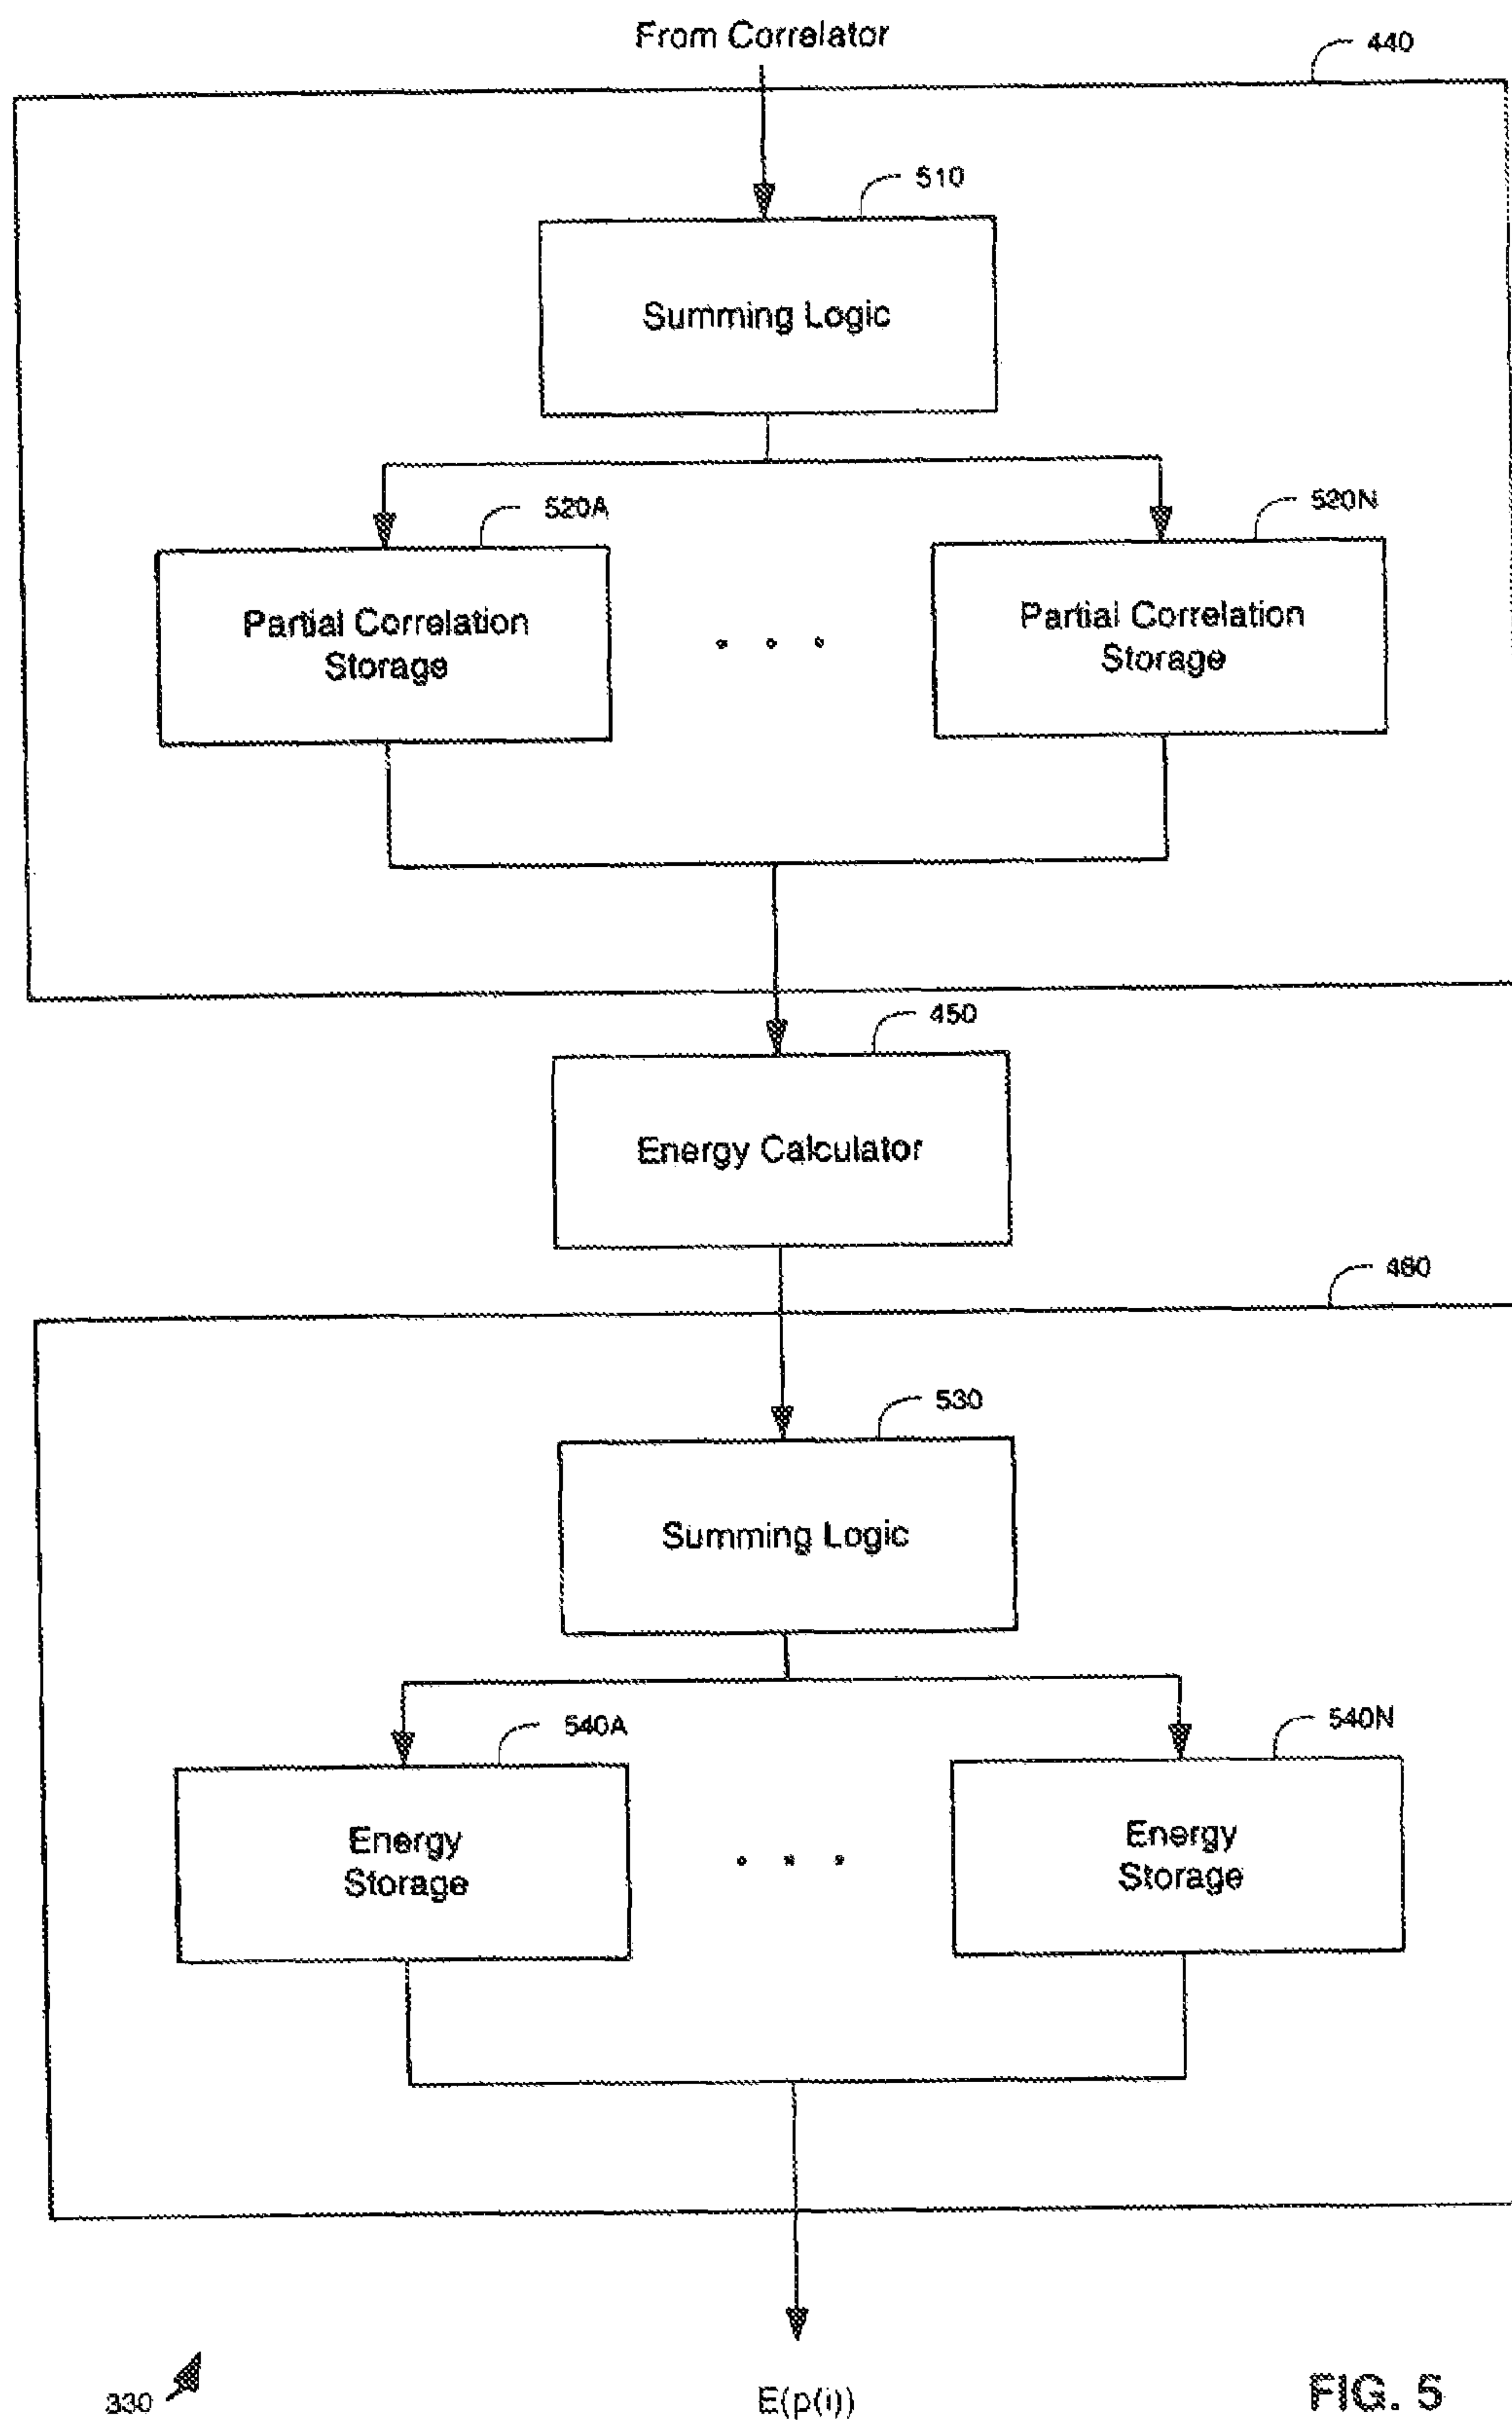 From Correlator
440
510
Summing Logic
520A
520N
Partial Correlation
Storage
Partial Correlation
Storage
450
Energy Calculator
460
530
Summing Logic
540A
540N
Energy
Storage
Energy
Storage
330
E(p(i))
FIG. 5